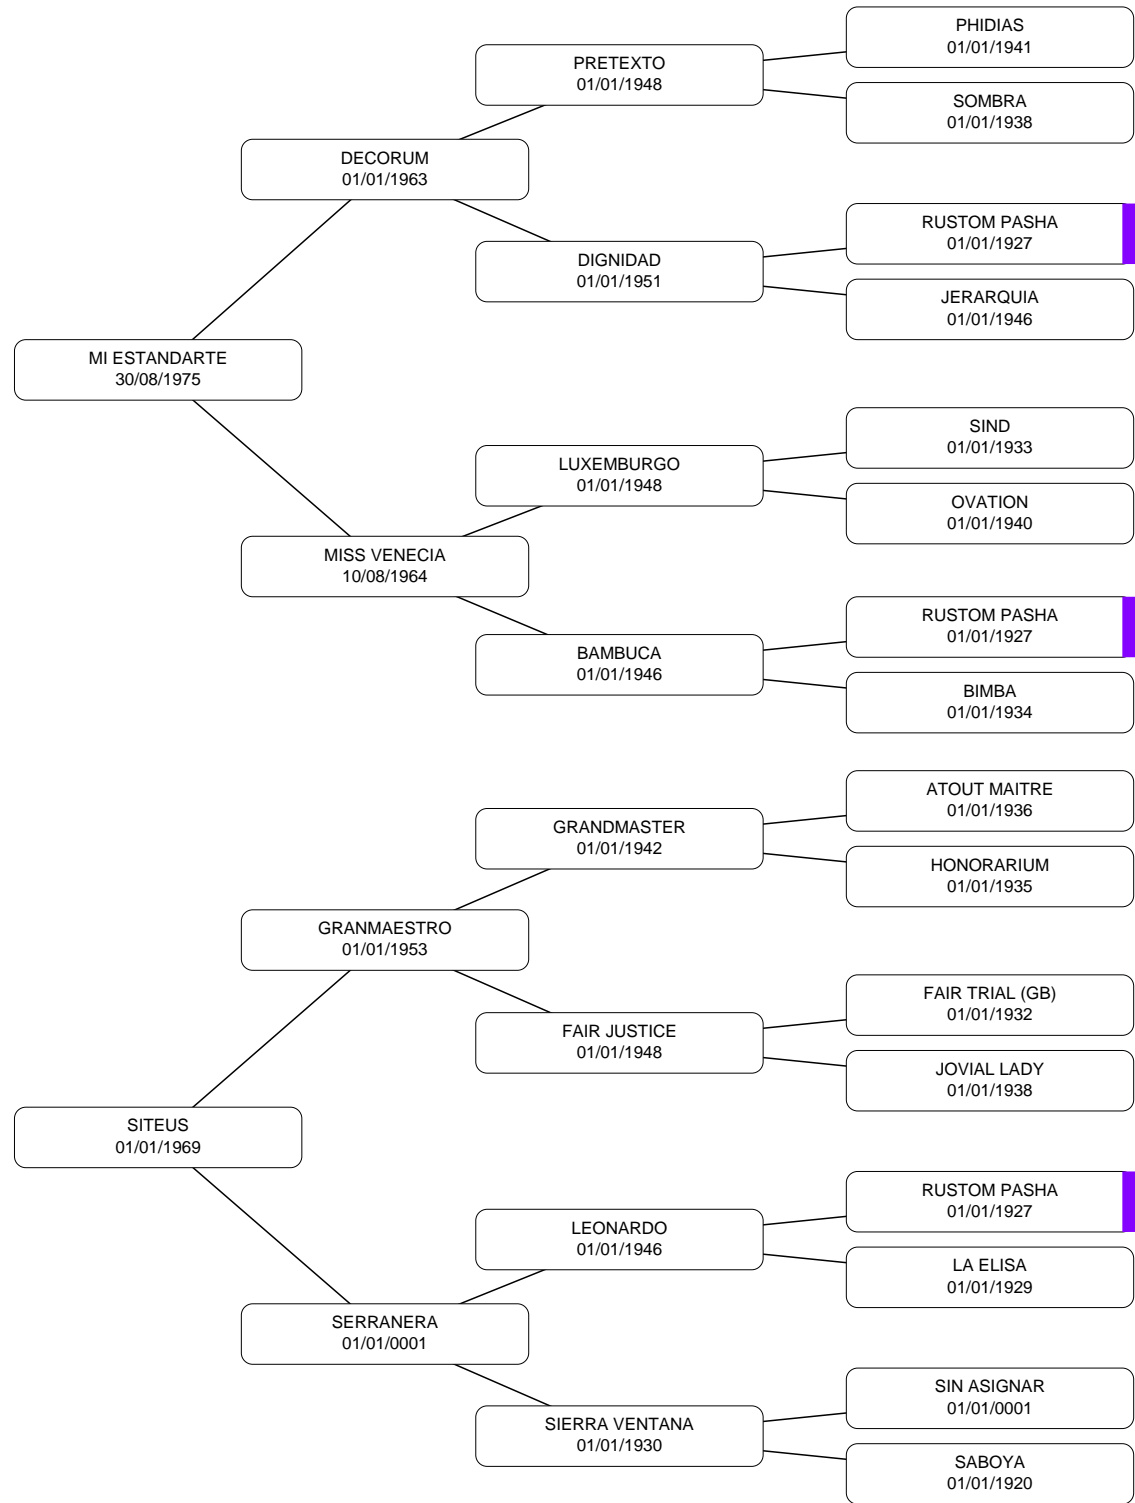 PHIDIAS
01/01/1941
PRETEXTO
01/01/1948
SOMBRA
01/01/1938
DECORUM
01/01/1963
RUSTOM PASHA
01/01/1927
DIGNIDAD
01/01/1951
JERARQUIA
01/01/1946
MI ESTANDARTE
30/08/1975
SIND
01/01/1933
LUXEMBURGO
01/01/1948
OVATION
01/01/1940
MISS VENECIA
10/08/1964
RUSTOM PASHA
01/01/1927
BAMBUCA
01/01/1946
BIMBA
01/01/1934
ATOUT MAITRE
01/01/1936
GRANDMASTER
01/01/1942
HONORARIUM
01/01/1935
GRANMAESTRO
01/01/1953
FAIR TRIAL (GB)
01/01/1932
FAIR JUSTICE
01/01/1948
JOVIAL LADY
01/01/1938
SITEUS
01/01/1969
RUSTOM PASHA
01/01/1927
LEONARDO
01/01/1946
LA ELISA
01/01/1929
SERRANERA
01/01/0001
SIN ASIGNAR
01/01/0001
SIERRA VENTANA
01/01/1930
SABOYA
01/01/1920